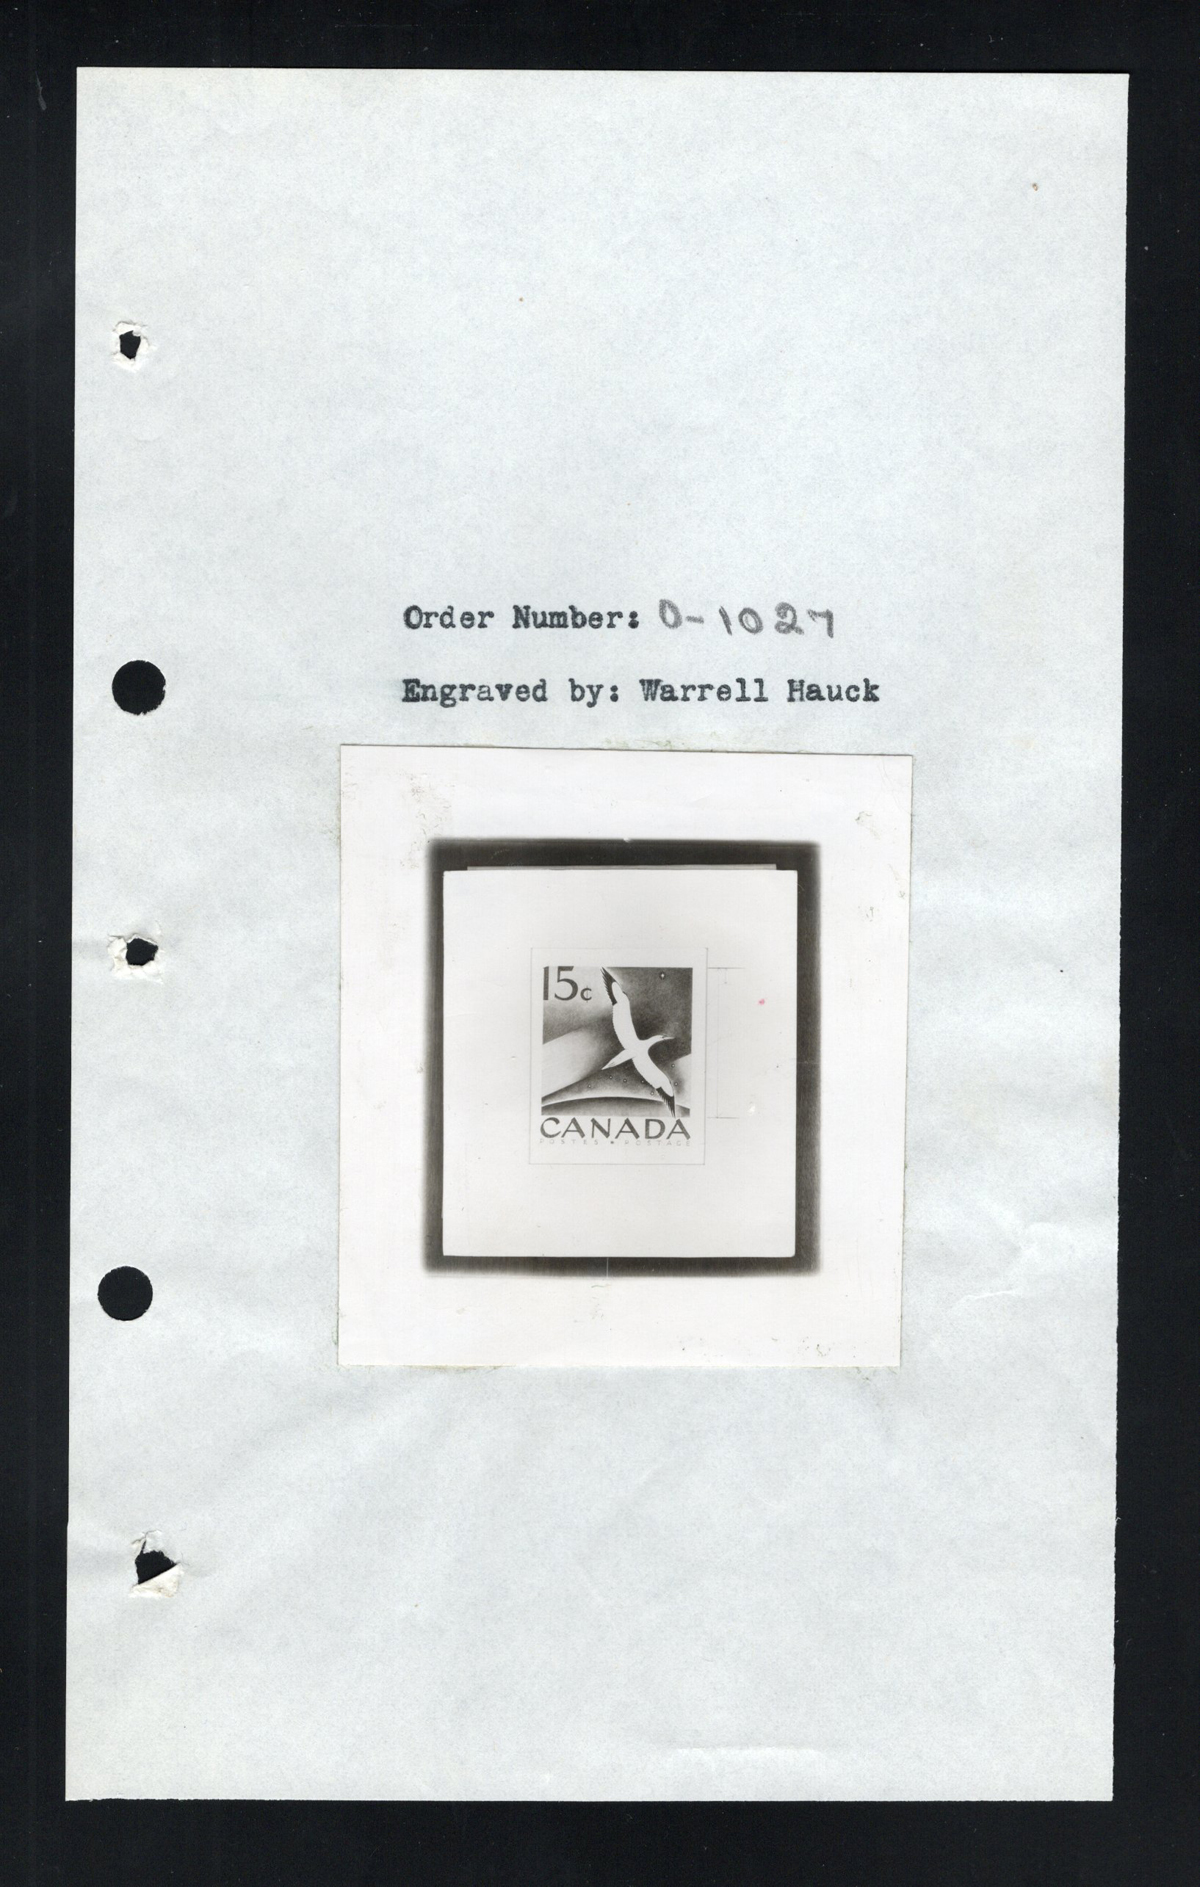 Order Number: O-1027
Engraved by: Warrell Hauck
15c
CANADA
POSTES • POSTAGE